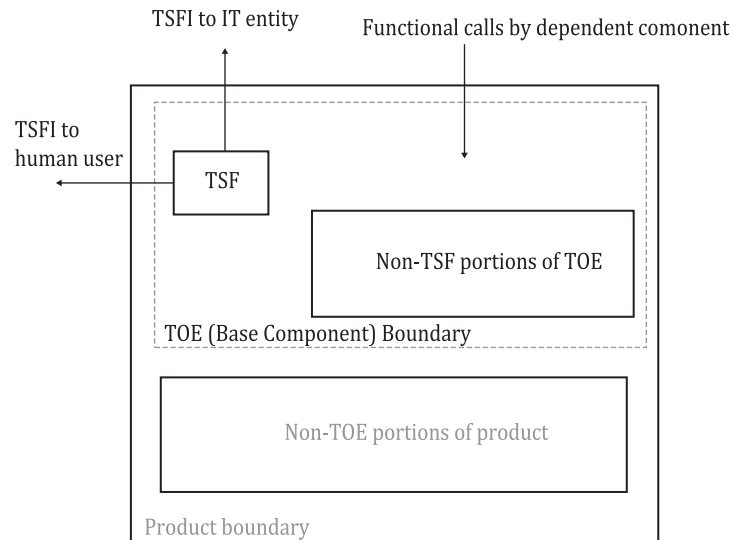 TSFI to IT entity
Functional calls by dependent comonent
TSFI to
human user
TSF
Non-TSF portions of TOE
TOE (Base Component) Boundary
Non-TOE portions of product
Product boundary